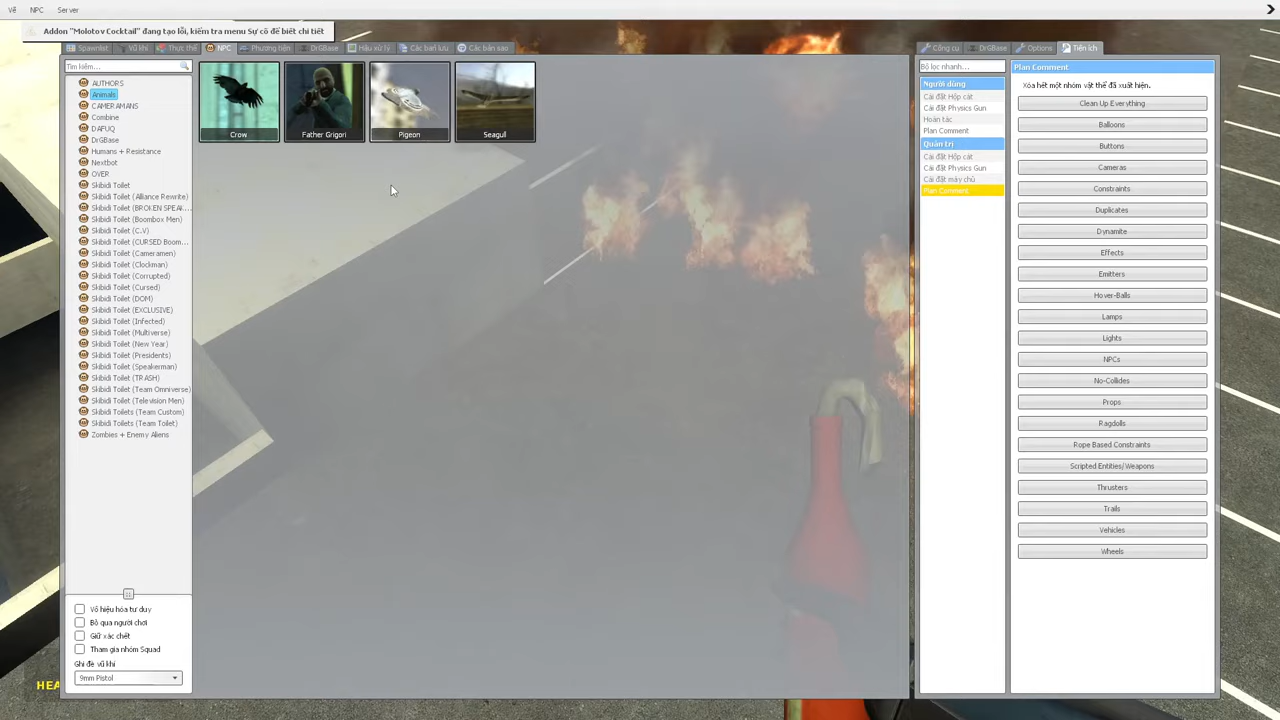 Vẽ NPC Server
Addon "Molotov Cocktail" đang tạo lỗi, kiểm tra menu Sự cố để biết chi tiết
Spawnlist Vũ khí Thực thể NPC Phương tiện DrGBase Hậu xử lý Các bản lưu Các bản sao
Tìm kiếm...
AUTHORS
Animals
CAMERAMANS
Combine
DAFUQ
DrGBase
Humans + Resistance
Nextbot
OVER
Skibidi Toilet
Skibidi Toilet (Alliance Rewrite)
Skibidi Toilet (BROKEN SPEAK...
Skibidi Toilet (Boombox Men)
Skibidi Toilet (C.V)
Skibidi Toilet (CURSED Boom...
Skibidi Toilet (Cameramen)
Skibidi Toilet (Clockman)
Skibidi Toilet (Corrupted)
Skibidi Toilet (Cursed)
Skibidi Toilet (DOM)
Skibidi Toilet (EXCLUSIVE)
Skibidi Toilet (Infected)
Skibidi Toilet (Multiverse)
Skibidi Toilet (New Year)
Skibidi Toilet (Presidents)
Skibidi Toilet (Speakerman)
Skibidi Toilet (TRASH)
Skibidi Toilet (Team Omniverse)
Skibidi Toilet (Television Men)
Skibidi Toilets (Team Custom)
Skibidi Toilets (Team Toilet)
Zombies + Enemy Aliens
Vô hiệu hóa tư duy
Bỏ qua người chơi
Giữ xác chết
Tham gia nhóm Squad
Ghi đè vũ khí
9mm Pistol
HEA
Crow
Father Grigori
Pigeon
Seagull
Công cụ DrGBase Options Tiện ích
Bộ lọc nhanh...
Người dùng
Cài đặt Hộp cát
Cài đặt Physics Gun
Hoàn tác
Plan Comment
Quản trị
Cài đặt Hộp cát
Cài đặt Physics Gun
Cài đặt máy chủ
Plan Comment
Plan Comment
Xóa hết một nhóm vật thể đã xuất hiện.
Clean Up Everything
Balloons
Buttons
Cameras
Constraints
Duplicates
Dynamite
Effects
Emitters
Hover-Balls
Lamps
Lights
NPCs
No-Collides
Props
Ragdolls
Rope Based Constraints
Scripted Entities/Weapons
Thrusters
Trails
Vehicles
Wheels